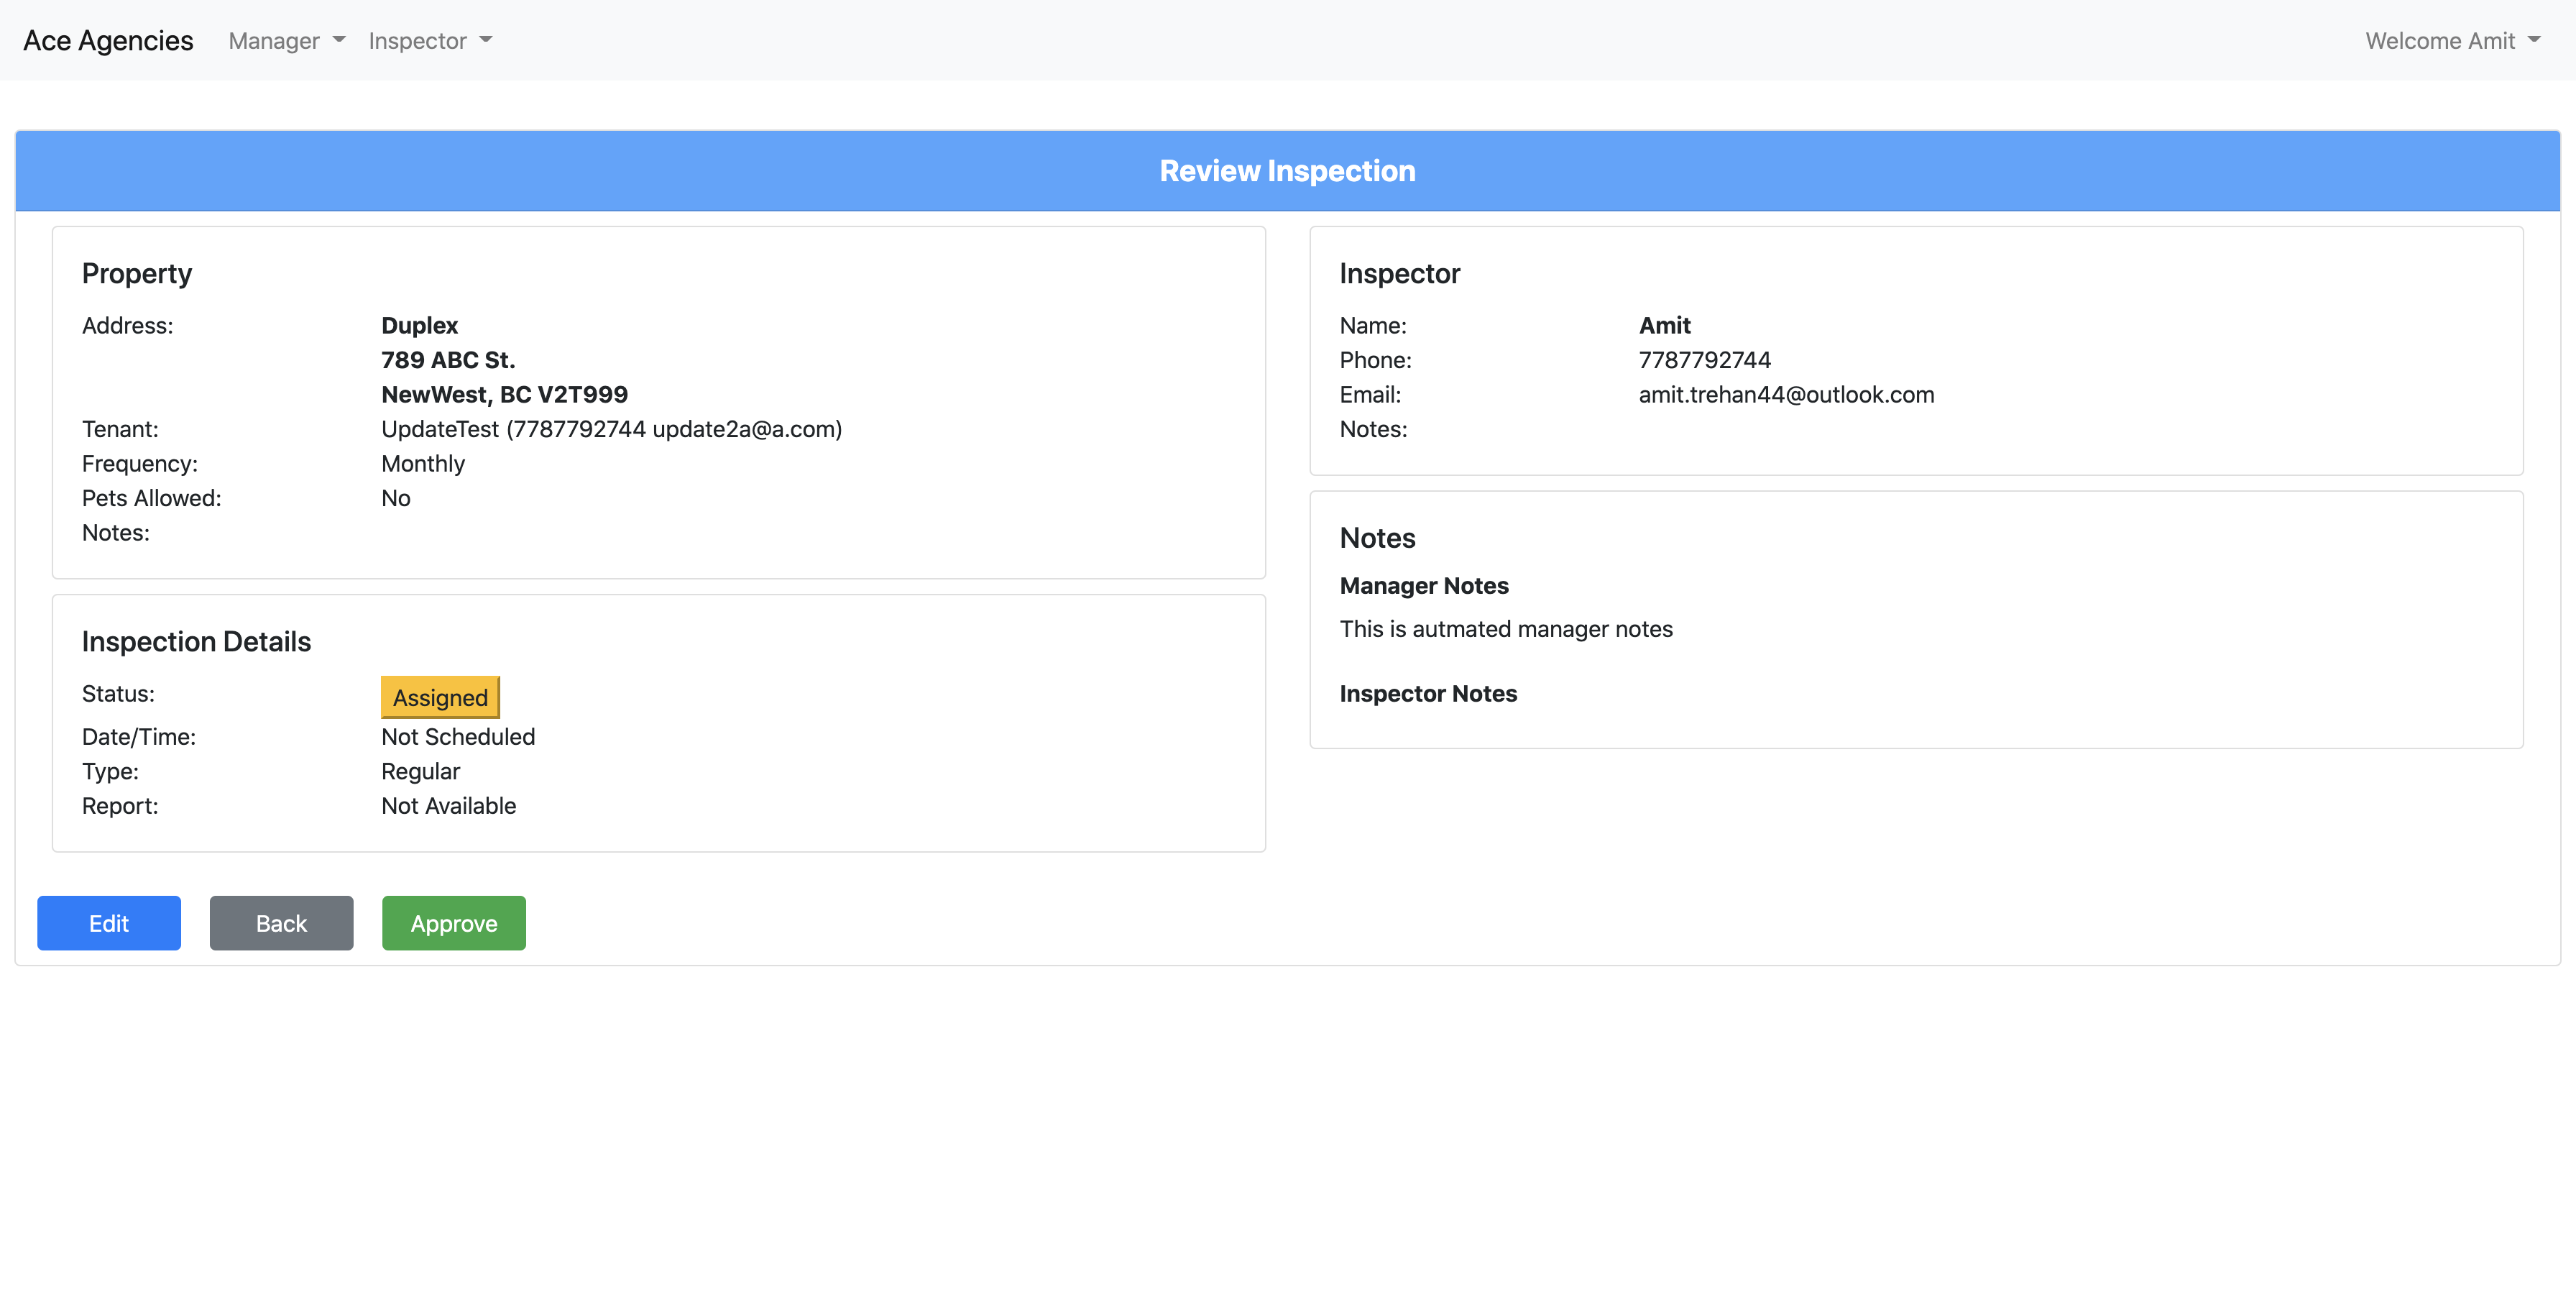 Ace Agencies Manager Inspector Welcome Amit
Review Inspection
Property
Address: Duplex
789 ABC St.
NewWest, BC V2T999
Tenant: UpdateTest (7787792744 update2a@a.com)
Frequency: Monthly
Pets Allowed: No
Notes:
Inspection Details
Status: Assigned
Date/Time: Not Scheduled
Type: Regular
Report: Not Available
Inspector
Name: Amit
Phone: 7787792744
Email: amit.trehan44@outlook.com
Notes:
Notes
Manager Notes
This is autmated manager notes
Inspector Notes
Edit Back Approve